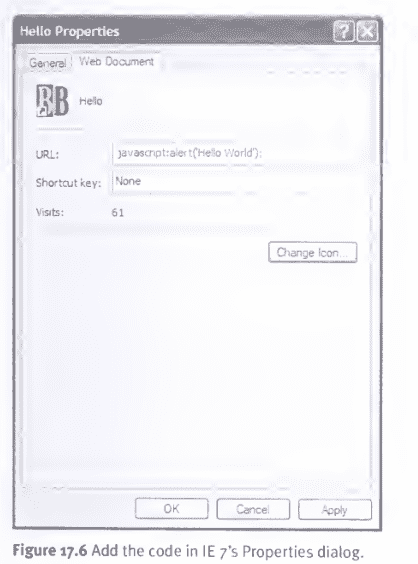 Hello Properties
General Web Document
Hello
URL: javascript:alert('Hello World');
Shortcut key: None
Visits: 61
Change Icon...
OK Cancel Apply
Figure 17.6 Add the code in IE 7's Properties dialog.